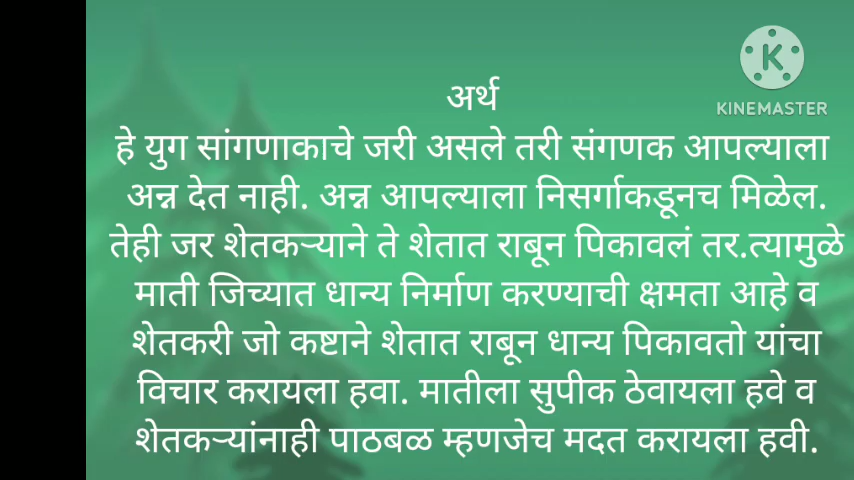 KINEMASTER
अर्थ
हे युग सांगणाकाचे जरी असले तरी संगणक आपल्याला
अन्न देत नाही. अन्न आपल्याला निसर्गाकडूनच मिळेल.
तेही जर शेतकऱ्याने ते शेतात राबून पिकावलं तर.त्यामुळे
माती जिच्यात धान्य निर्माण करण्याची क्षमता आहे व
शेतकरी जो कष्टाने शेतात राबून धान्य पिकावतो यांचा
विचार करायला हवा. मातीला सुपीक ठेवायला हवे व
शेतकऱ्यांनाही पाठबळ म्हणजेच मदत करायला हवी.